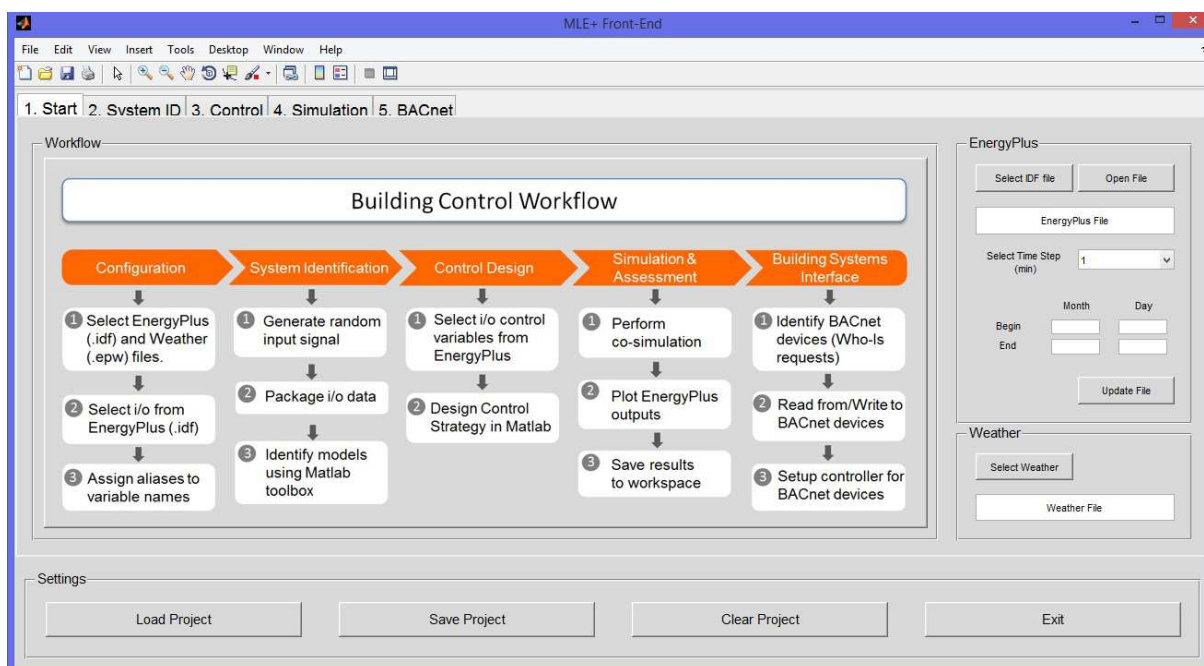 MLE+ Front-End
File Edit View Insert Tools Desktop Window Help
1. Start 2. System ID 3. Control 4. Simulation 5. BACnet
Workflow
Building Control Workflow
Configuration
1 Select EnergyPlus
(.idf) and Weather
(.epw) files.
2 Select i/o from
EnergyPlus (.idf)
3 Assign aliases to
variable names
System Identification
1 Generate random
input signal
2 Package i/o data
3 Identify models
using Matlab
toolbox
Control Design
1 Select i/o control
variables from
EnergyPlus
2 Design Control
Strategy in Matlab
Simulation &
Assessment
1 Perform
co-simulation
2 Plot EnergyPlus
outputs
3 Save results
to workspace
Building Systems
Interface
1 Identify BACnet
devices (Who-Is
requests)
2 Read from/Write to
BACnet devices
3 Setup controller for
BACnet devices
EnergyPlus
Select IDF file Open File
EnergyPlus File
Select Time Step
(min)
1
Month Day
Begin
End
Update File
Weather
Select Weather
Weather File
Settings
Load Project Save Project Clear Project Exit